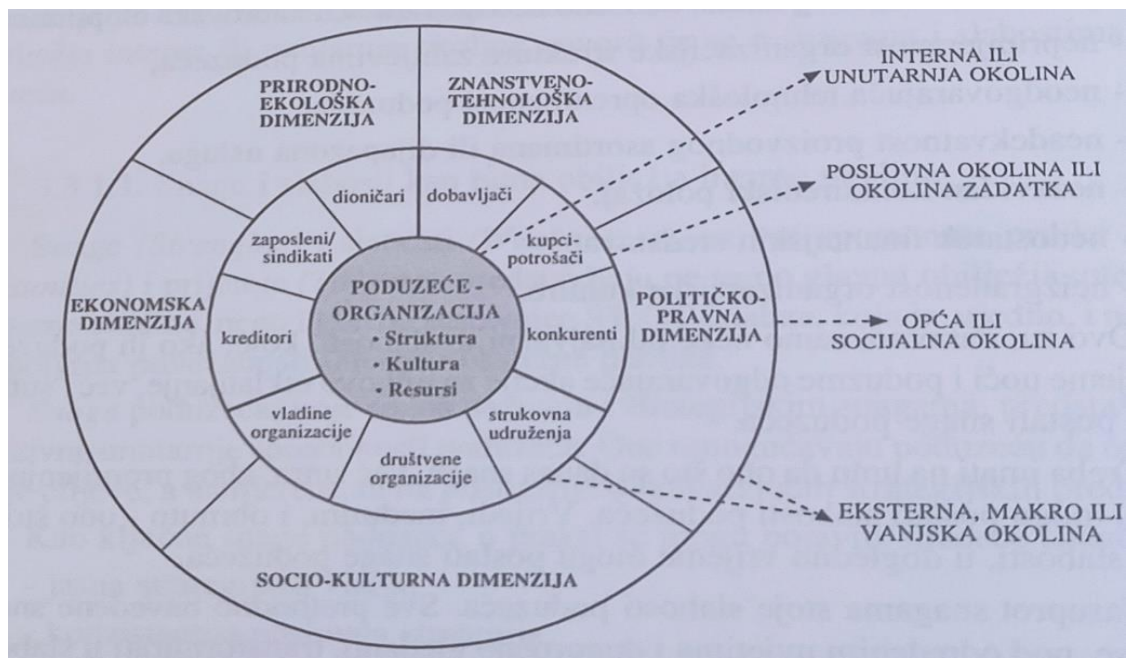 PRIRODNO-
EKOLOŠKA
DIMENZIJA
ZNANSTVENO-
TEHNOLOŠKA
DIMENZIJA
INTERNA ILI
UNUTARNJA OKOLINA
POSLOVNA OKOLINA ILI
OKOLINA ZADATKA
dioničari
dobavljači
zaposleni/
sindikati
kupci-
potrošači
EKONOMSKA
DIMENZIJA
kreditori
PODUZEĆE -
ORGANIZACIJA
• Struktura
• Kultura
• Resursi
konkurenti
POLITIČKO-
PRAVNA
DIMENZIJA
OPĆA ILI
SOCIJALNA OKOLINA
vladine
organizacije
društvene
organizacije
strukovna
udruženja
EKSTERNA, MAKRO ILI
VANJSKA OKOLINA
SOCIO-KULTURNA DIMENZIJA